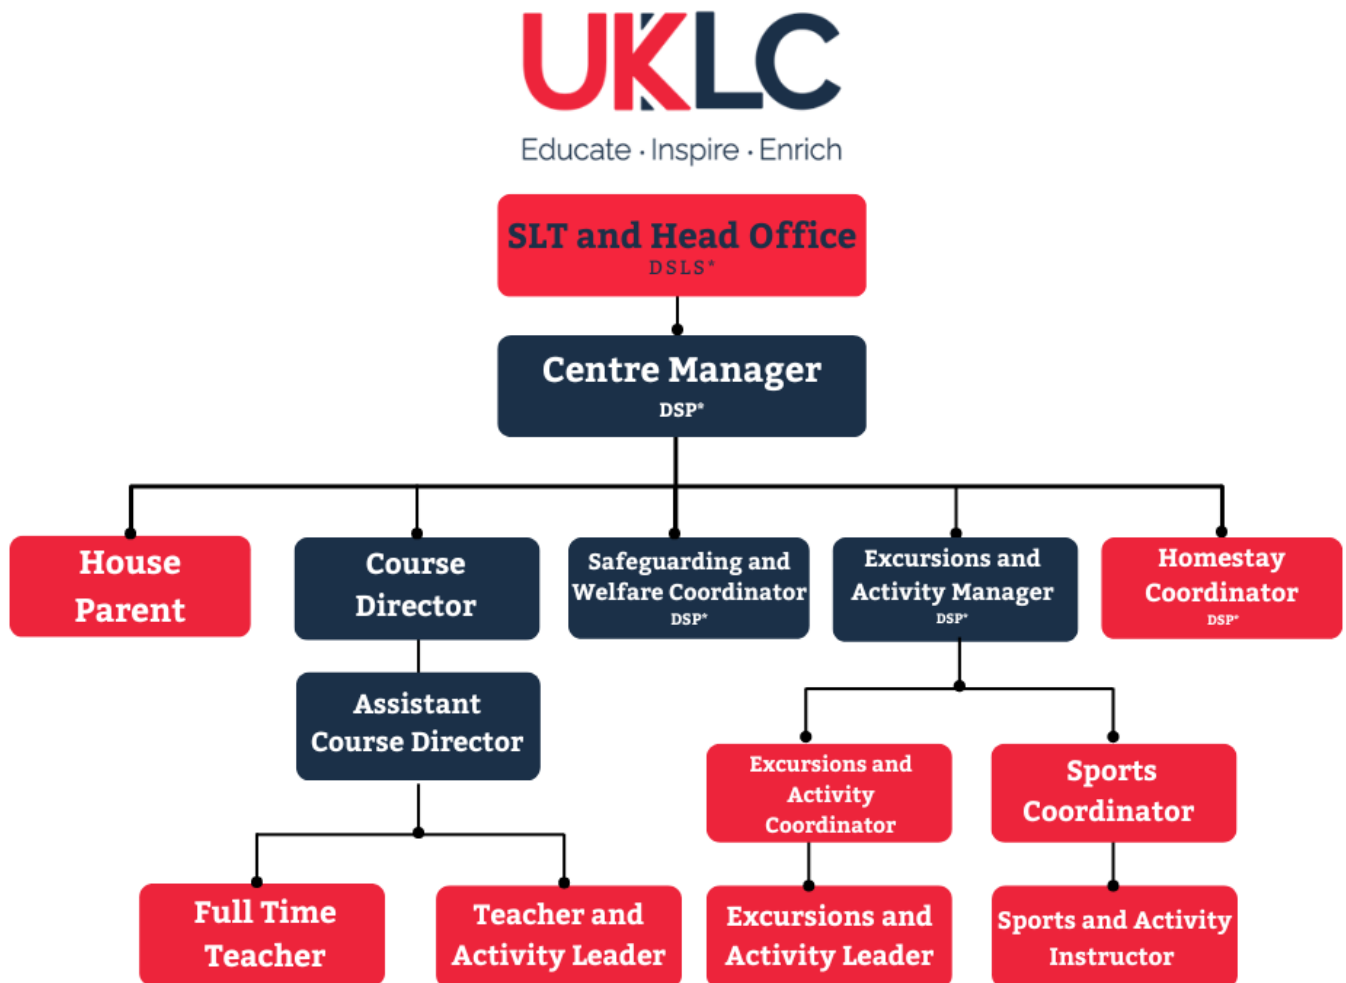 UKLC
Educate · Inspire · Enrich
SLT and Head Office
DSLS*
Centre Manager
DSP*
House
Parent
Course
Director
Safeguarding and
Welfare Coordinator
DSP*
Excursions and
Activity Manager
DSP*
Homestay
Coordinator
DSP*
Assistant
Course Director
Excursions and
Activity
Coordinator
Sports
Coordinator
Full Time
Teacher
Teacher and
Activity Leader
Excursions and
Activity Leader
Sports and Activity
Instructor